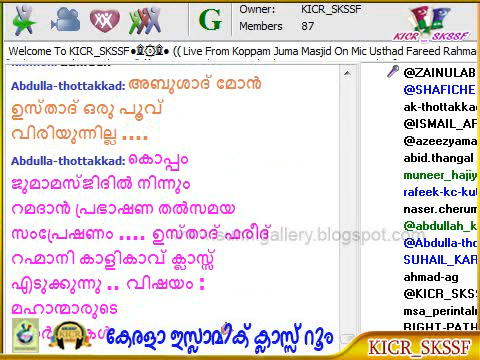 Owner: KICR_SKSSF
Members 87
G
KICR_SKSSF
Welcome To KICR_SKSSF●۩۞۩● (( Live From Koppam Juma Masjid On Mic Usthad Fareed Rahma
Abdulla-thottakkad: അബുശാദ് മോൻ
ഉസ്താദ് ഒരു പൂവ്
വിരിയുന്നില്ല ....
Abdulla-thottakkad: കൊപ്പം
ജുമാമസ്ജിദിൽ നിന്നും
റമദാൻ പ്രഭാഷണ തൽസമയ
സംപ്രേഷണം .... ഉസ്താദ് ഫരീദ്
റഹ്മാനി കാളികാവ് ക്ലാസ്സ്
എടുക്കുന്നു .. വിഷയം :
മഹാന്മാരുടെ
gallery.blogspot.com
@ZAINULAB
@SHAFICHE
ak-thottakkad
@ISMAIL_AF
@azeezyama
abid.thangal
muneer_hajiy
rafeek-kc-kut
naser.cherum
@abdullah_k
@Abdulla-tho
SUHAIL_KAR
ahmad-ag
@KICR_SKSS
msa_perintaln
RIGHT-PATH
കേരളാ ഇസ്ലാമിക് ക്ലാസ്സ് റൂം
KICR_SKSSF